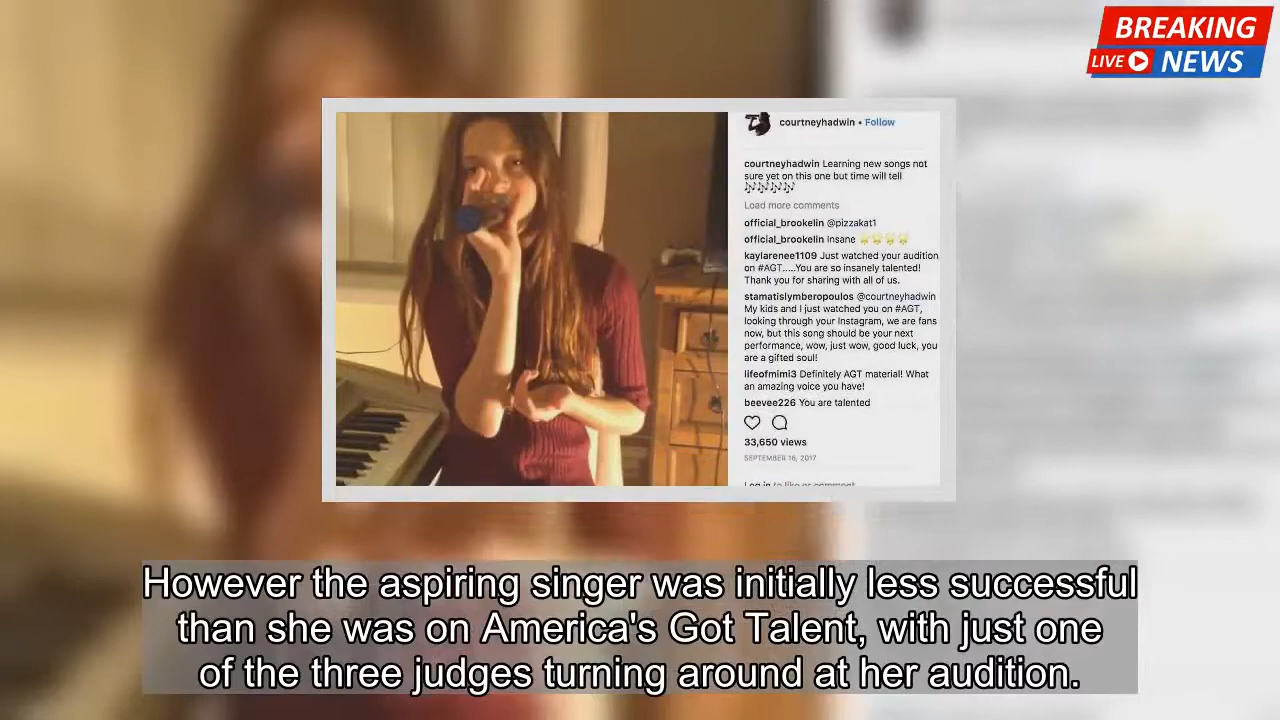 BREAKING
LIVE NEWS
courtneyhadwin • Follow
courtneyhadwin Learning new songs not
sure yet on this one but time will tell
Load more comments
official_brookelin @pizzakat1
official_brookelin Insane
kaylarenee1109 Just watched your audition
on #AGT.....You are so insanely talented!
Thank you for sharing with all of us.
stamatislymberopoulos @courtneyhadwin
My kids and I just watched you on #AGT,
looking through your Instagram, we are fans
now, but this song should be your next
performance, wow, just wow, good luck, you
are a gifted soul!
lifeofmimi3 Definitely AGT material! What
an amazing voice you have!
beevee226 You are talented
33,650 views
SEPTEMBER 16, 2017
Log in to like or comment.
However the aspiring singer was initially less successful
than she was on America's Got Talent, with just one
of the three judges turning around at her audition.